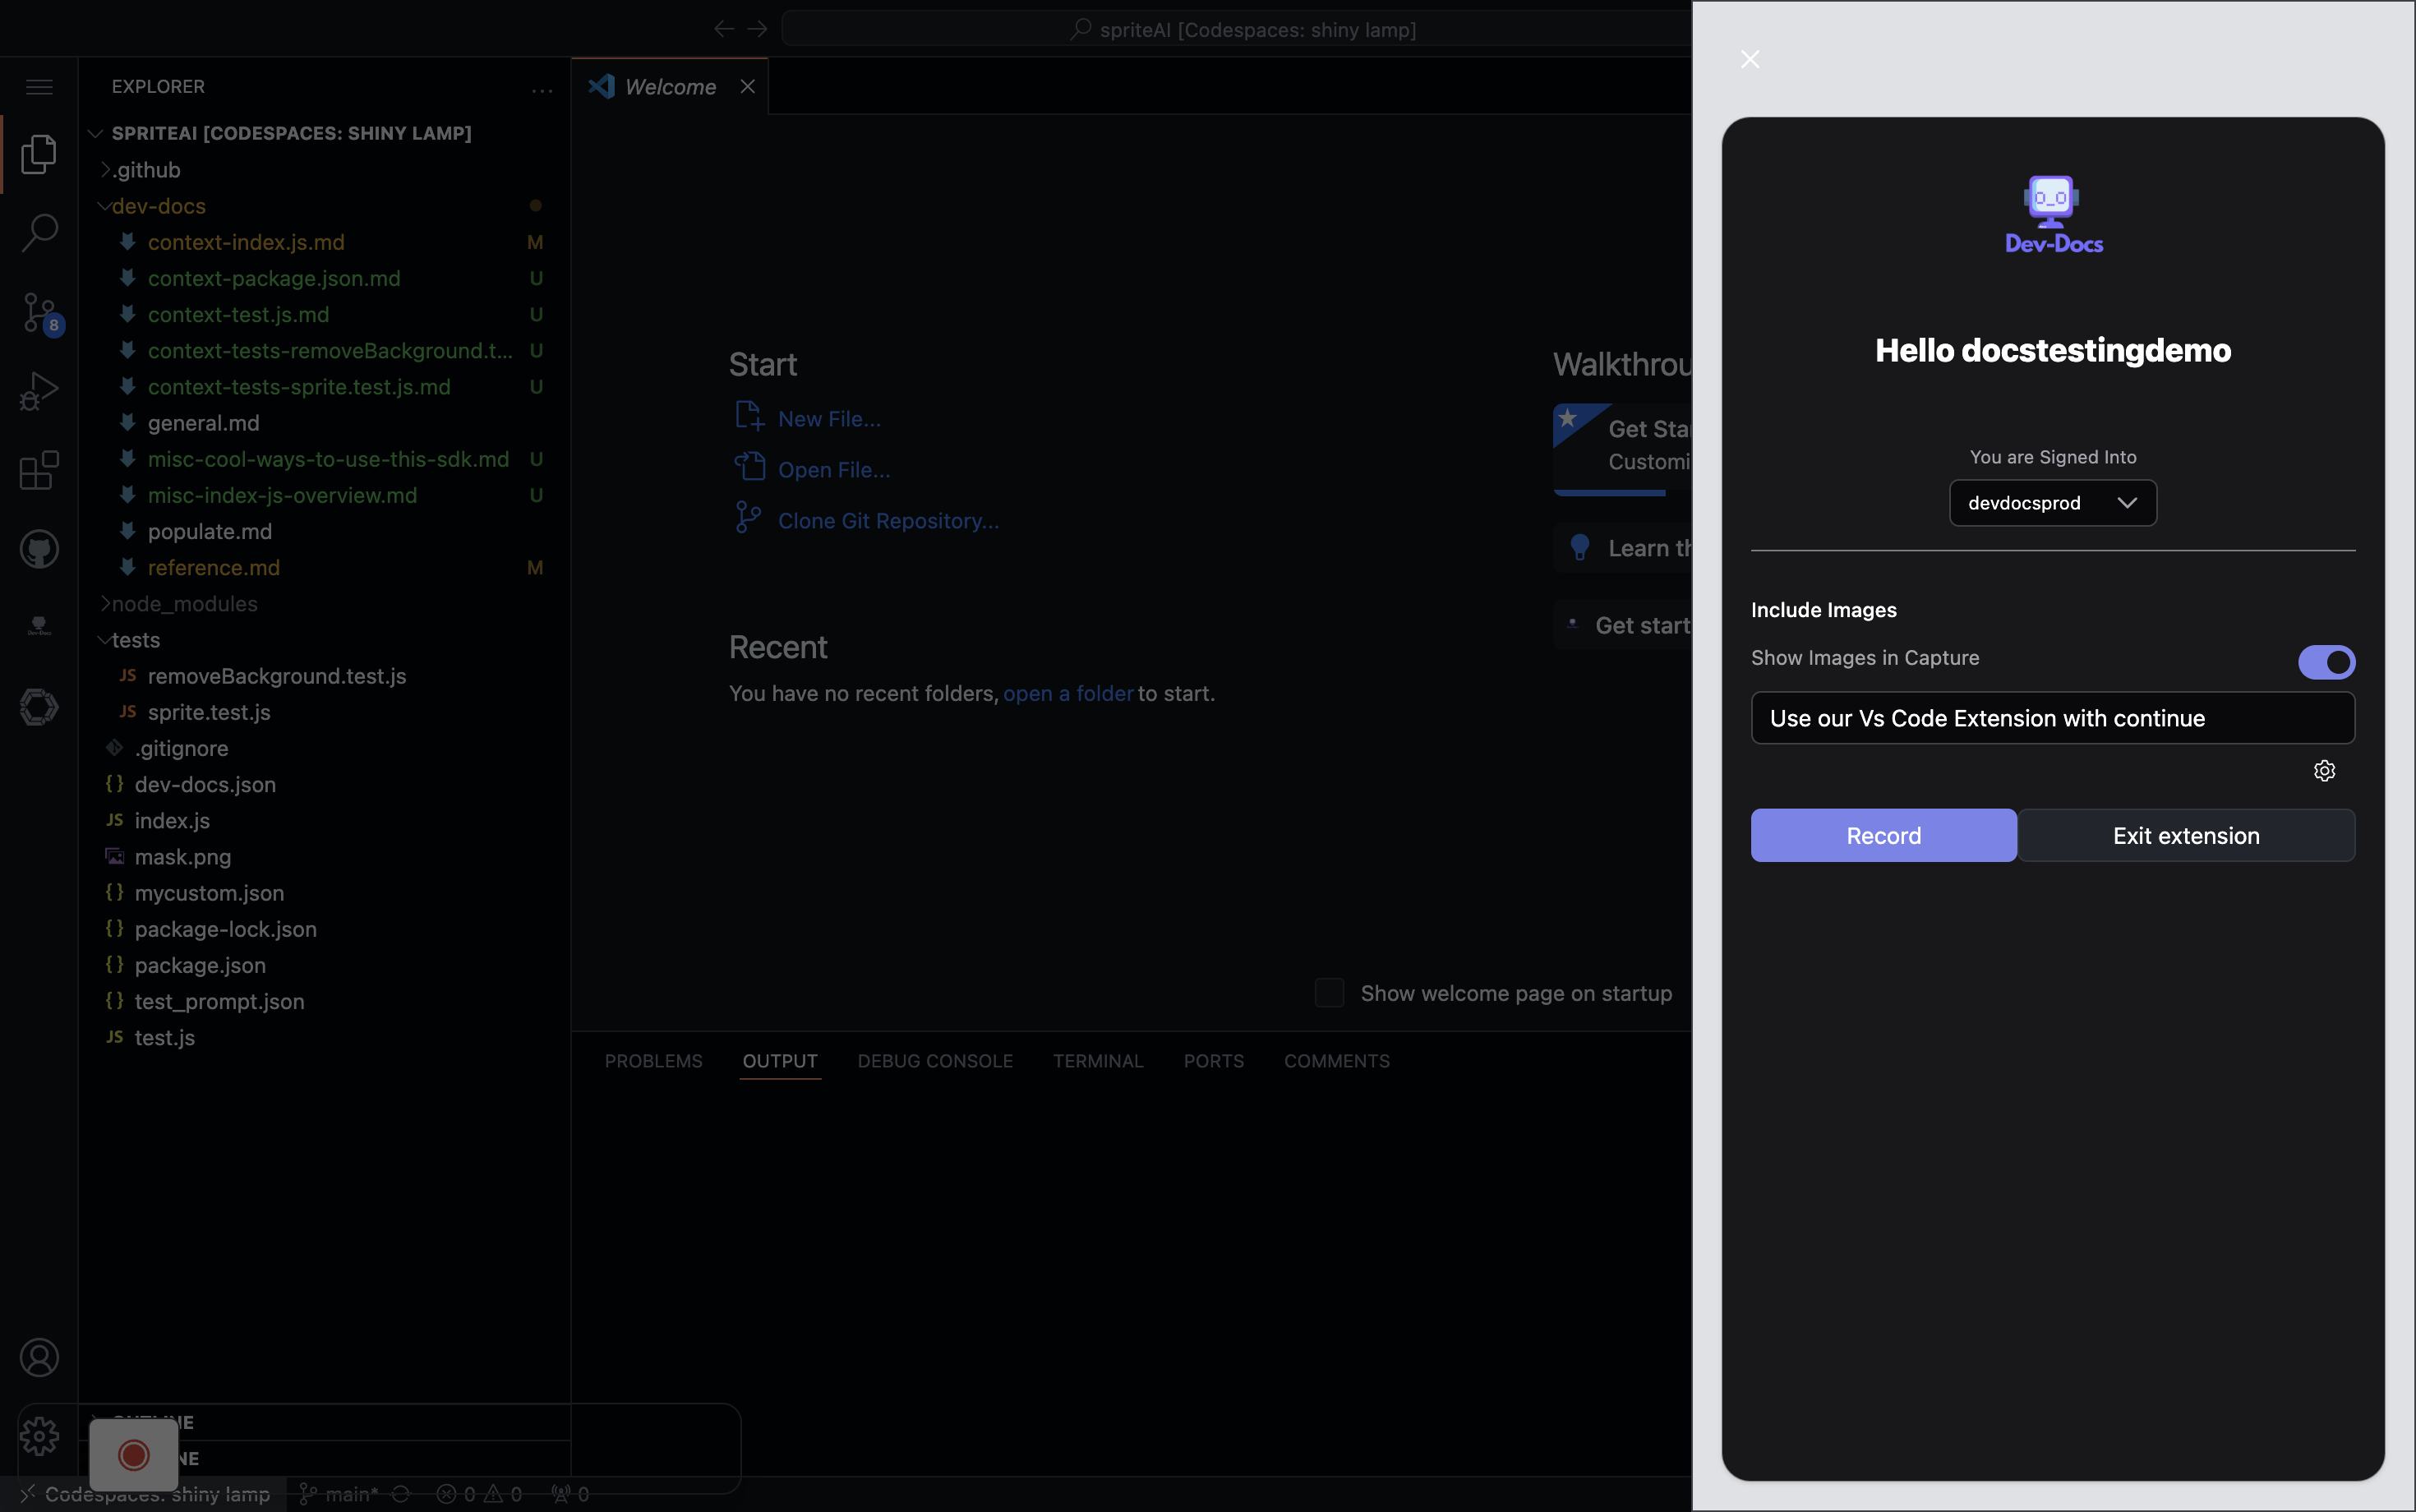 spriteAI [Codespaces: shiny lamp]
EXPLORER
...
SPRITEAI [CODESPACES: SHINY LAMP]
.github
dev-docs
context-index.js.md M
context-package.json.md U
context-test.js.md U
context-tests-removeBackground.t... U
context-tests-sprite.test.js.md U
general.md
misc-cool-ways-to-use-this-sdk.md U
misc-index-js-overview.md U
populate.md
reference.md M
node_modules
tests
JS removeBackground.test.js
JS sprite.test.js
.gitignore
{} dev-docs.json
JS index.js
mask.png
{} mycustom.json
{} package-lock.json
{} package.json
{} test_prompt.json
JS test.js
8
Welcome
Start
New File...
Open File...
Clone Git Repository...
Recent
You have no recent folders, open a folder to start.
Walkthrou
Get Sta
Customi
Learn th
Get start
Show welcome page on startup
PROBLEMS OUTPUT DEBUG CONSOLE TERMINAL PORTS COMMENTS
Codespaces: shiny lamp main* 0 0 0
Dev-Docs
Hello docstestingdemo
You are Signed Into
devdocsprod
Include Images
Show Images in Capture
Use our Vs Code Extension with continue
Record Exit extension